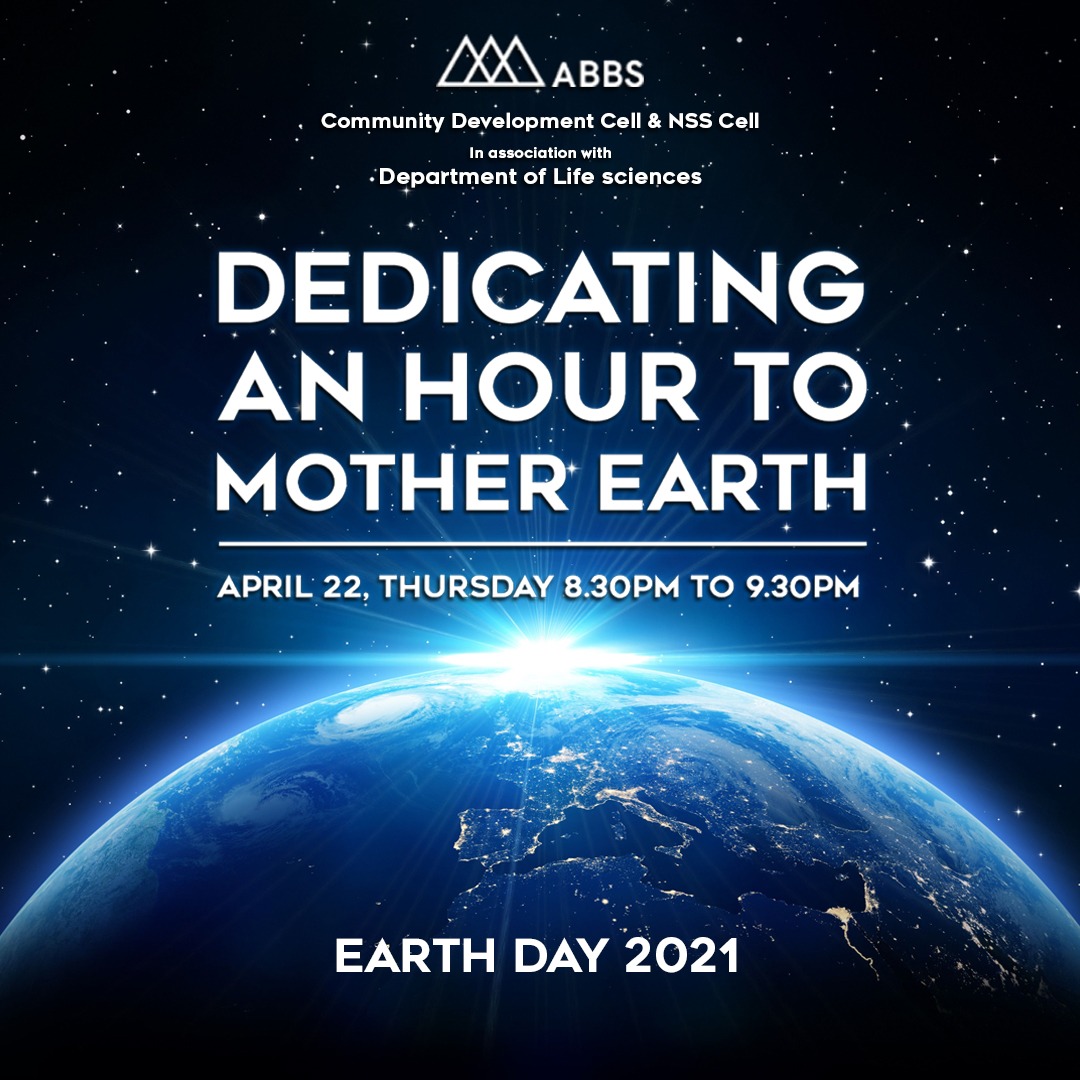 ABBS
Community Development Cell & NSS Cell
In association with
Department of Life sciences
DEDICATING
AN HOUR TO
MOTHER EARTH
APRIL 22, THURSDAY 8.30PM TO 9.30PM
EARTH DAY 2021